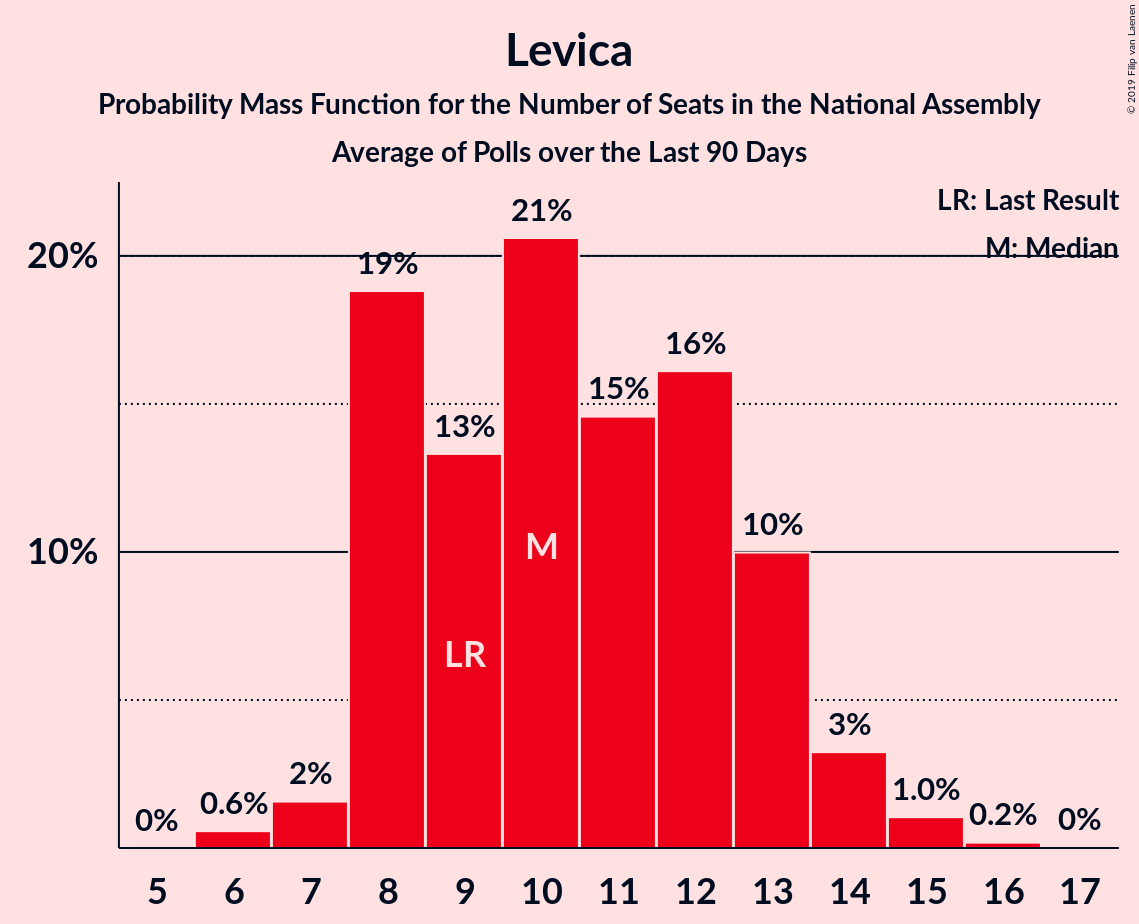 Levica
Probability Mass Function for the Number of Seats in the National Assembly
Average of Polls over the Last 90 Days
© 2019 Filip van Laenen
LR: Last Result
M: Median
20%
10%
0%
0.6%
2%
19%
13%
21%
15%
16%
10%
3%
1.0%
0.2%
0%
LR
M
5 6 7 8 9 10 11 12 13 14 15 16 17